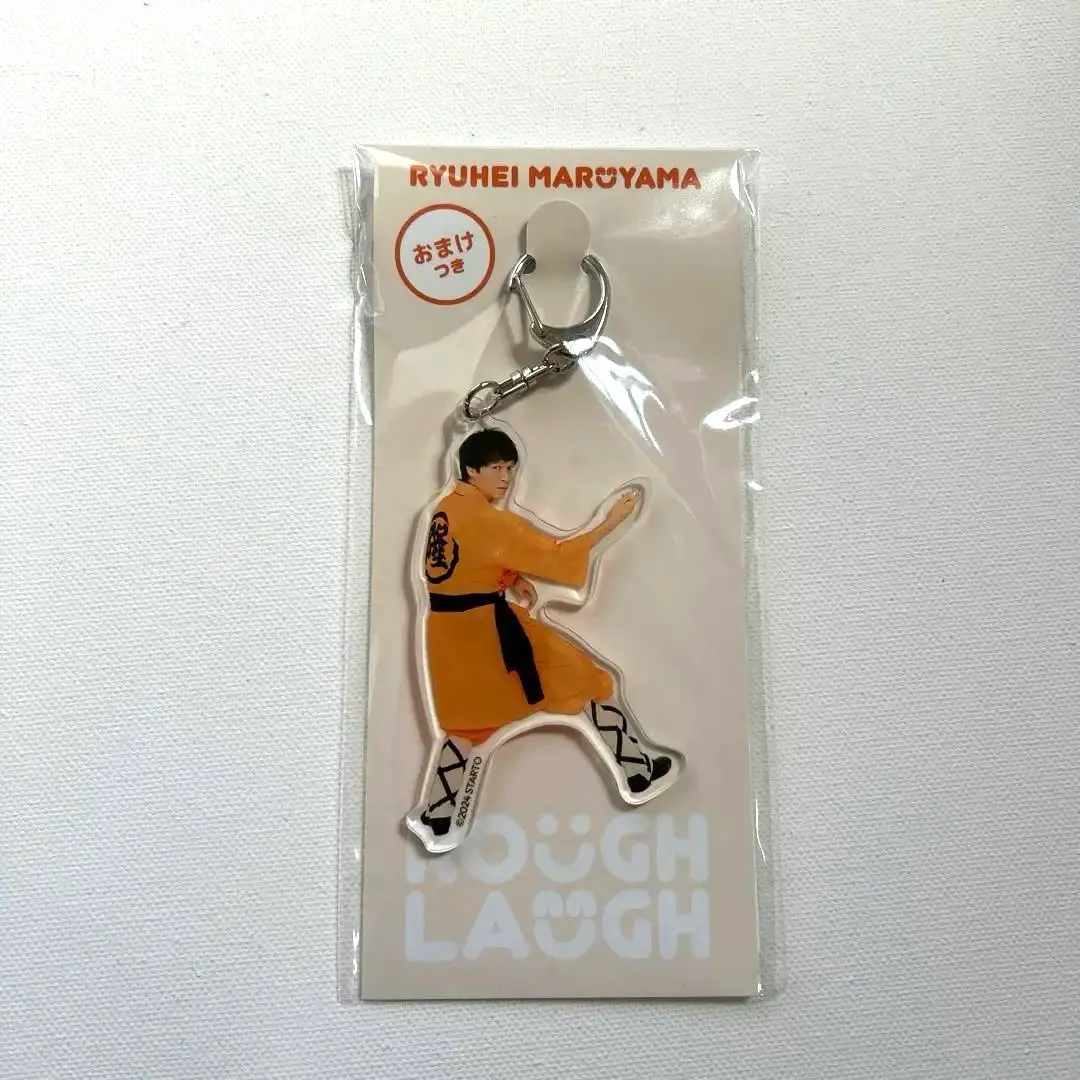 RYUHEI MARUYAMA
おまけ
つき
©2024 STARTO
ROUGH
LAUGH